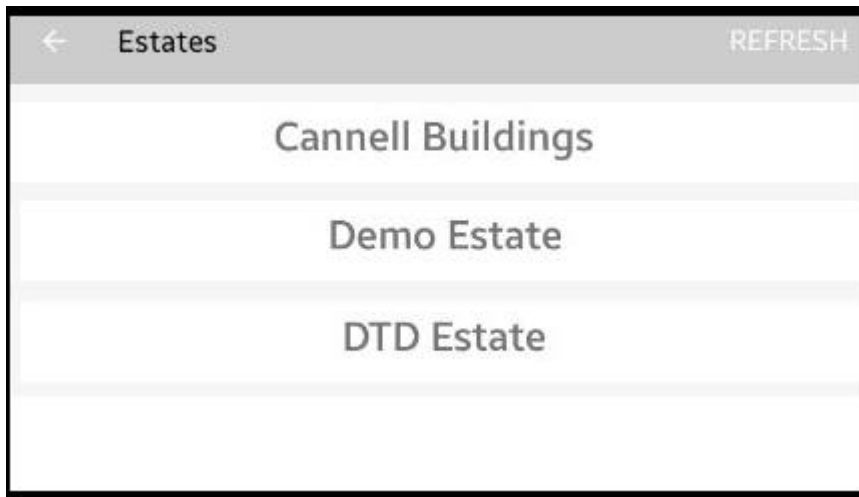 Estates
REFRESH
Cannell Buildings
Demo Estate
DTD Estate